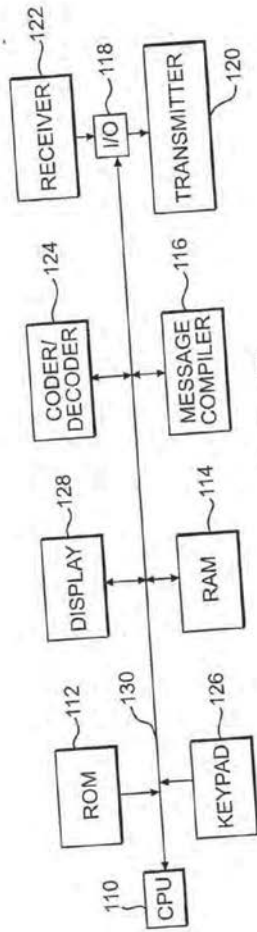 110
CPU
112
ROM
130
126
KEYPAD
128
DISPLAY
114
RAM
124
CODER/
DECODER
116
MESSAGE
COMPILER
122
RECEIVER
118
I/O
120
TRANSMITTER